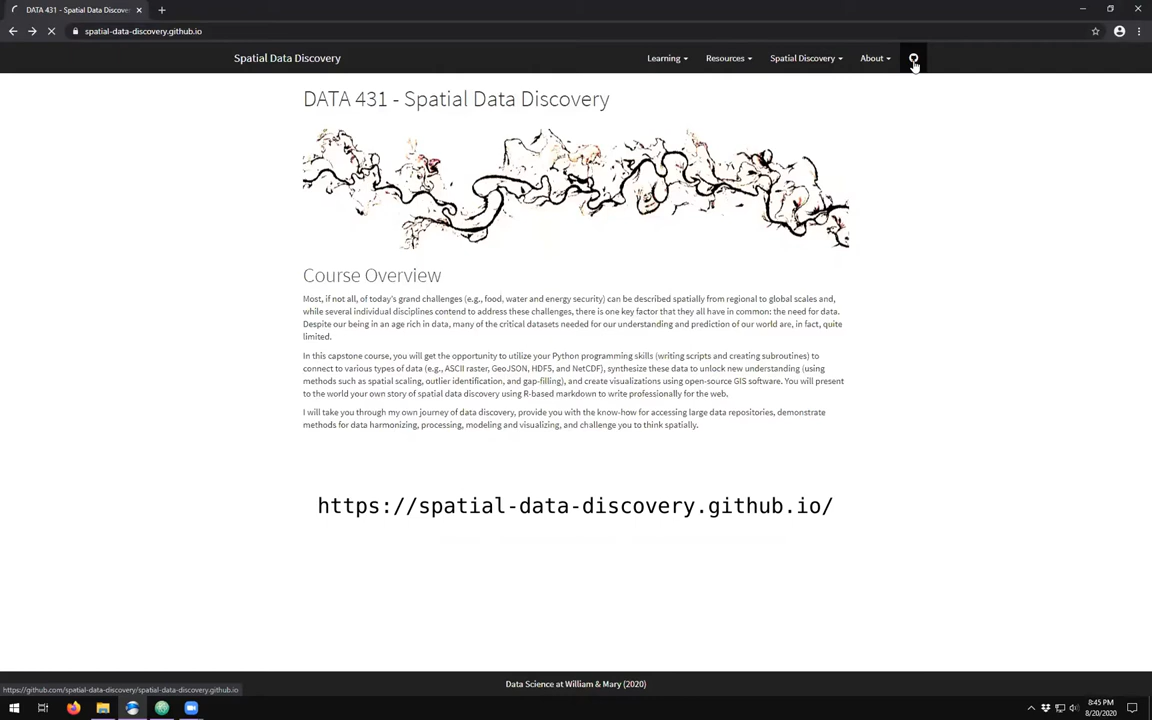 DATA 431 - Spatial Data Discover
spatial-data-discovery.github.io
Spatial Data Discovery
Learning
Resources
Spatial Discovery
About
DATA 431 - Spatial Data Discovery
Course Overview
Most, if not all, of today's grand challenges (e.g., food, water and energy security) can be described spatially from regional to global scales and,
while several individual disciplines contend to address these challenges, there is one key factor that they all have in common: the need for data.
Despite our being in an age rich in data, many of the critical datasets needed for our understanding and prediction of our world are, in fact, quite
limited.
In this capstone course, you will get the opportunity to utilize your Python programming skills (writing scripts and creating subroutines) to
connect to various types of data (e.g., ASCII raster, GeoJSON, HDF5, and NetCDF), synthesize these data to unlock new understanding (using
methods such as spatial scaling, outlier identification, and gap-filling), and create visualizations using open-source GIS software. You will present
to the world your own story of spatial data discovery using R-based markdown to write professionally for the web.
I will take you through my own journey of data discovery, provide you with the know-how for accessing large data repositories, demonstrate
methods for data harmonizing, processing, modeling and visualizing, and challenge you to think spatially.
https://spatial-data-discovery.github.io/
Data Science at William & Mary (2020)
https://github.com/spatial-data-discovery/spatial-data-discovery.github.io
8:45 PM
8/20/2020